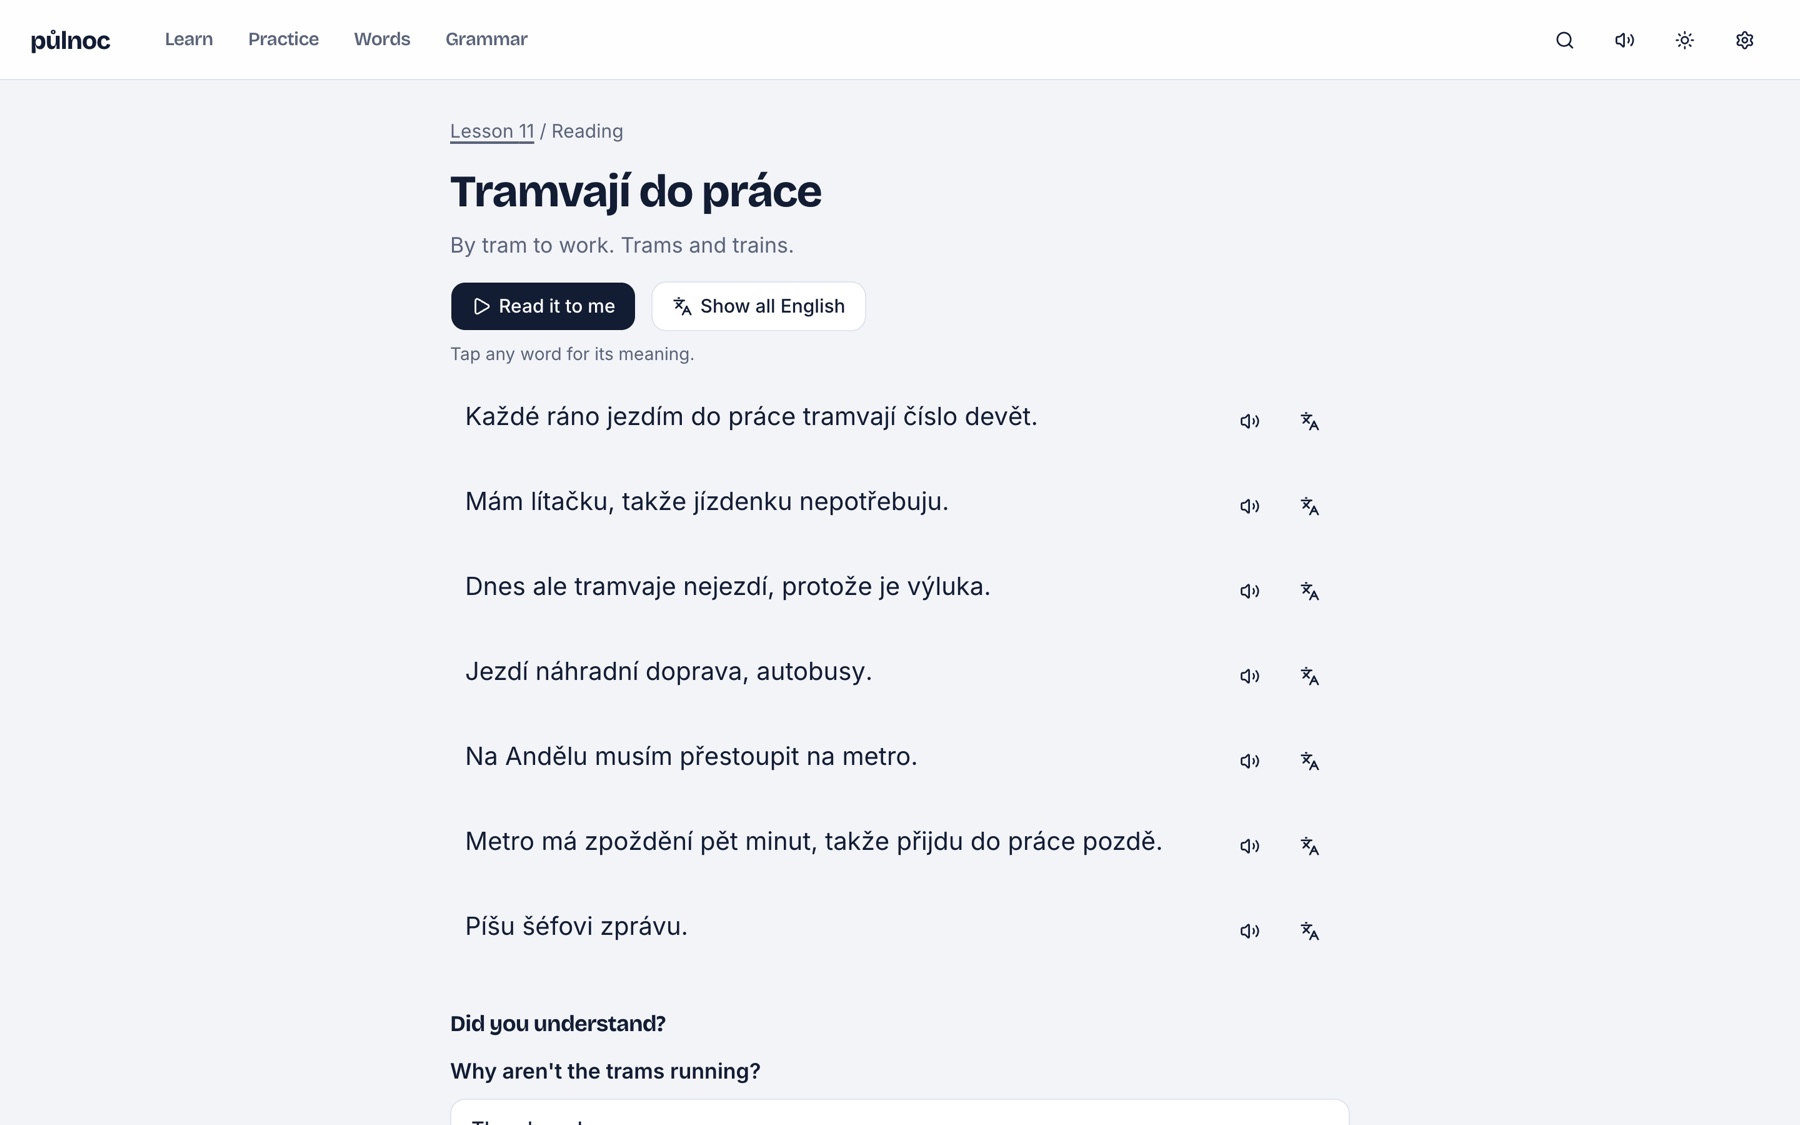 půlnoc Learn Practice Words Grammar
Lesson 11 / Reading
Tramvají do práce
By tram to work. Trams and trains.
Read it to me Show all English
Tap any word for its meaning.
Každé ráno jezdím do práce tramvají číslo devět.
Mám lítačku, takže jízdenku nepotřebuju.
Dnes ale tramvaje nejezdí, protože je výluka.
Jezdí náhradní doprava, autobusy.
Na Andělu musím přestoupit na metro.
Metro má zpoždění pět minut, takže přijdu do práce pozdě.
Píšu šéfovi zprávu.
Did you understand?
Why aren't the trams running?